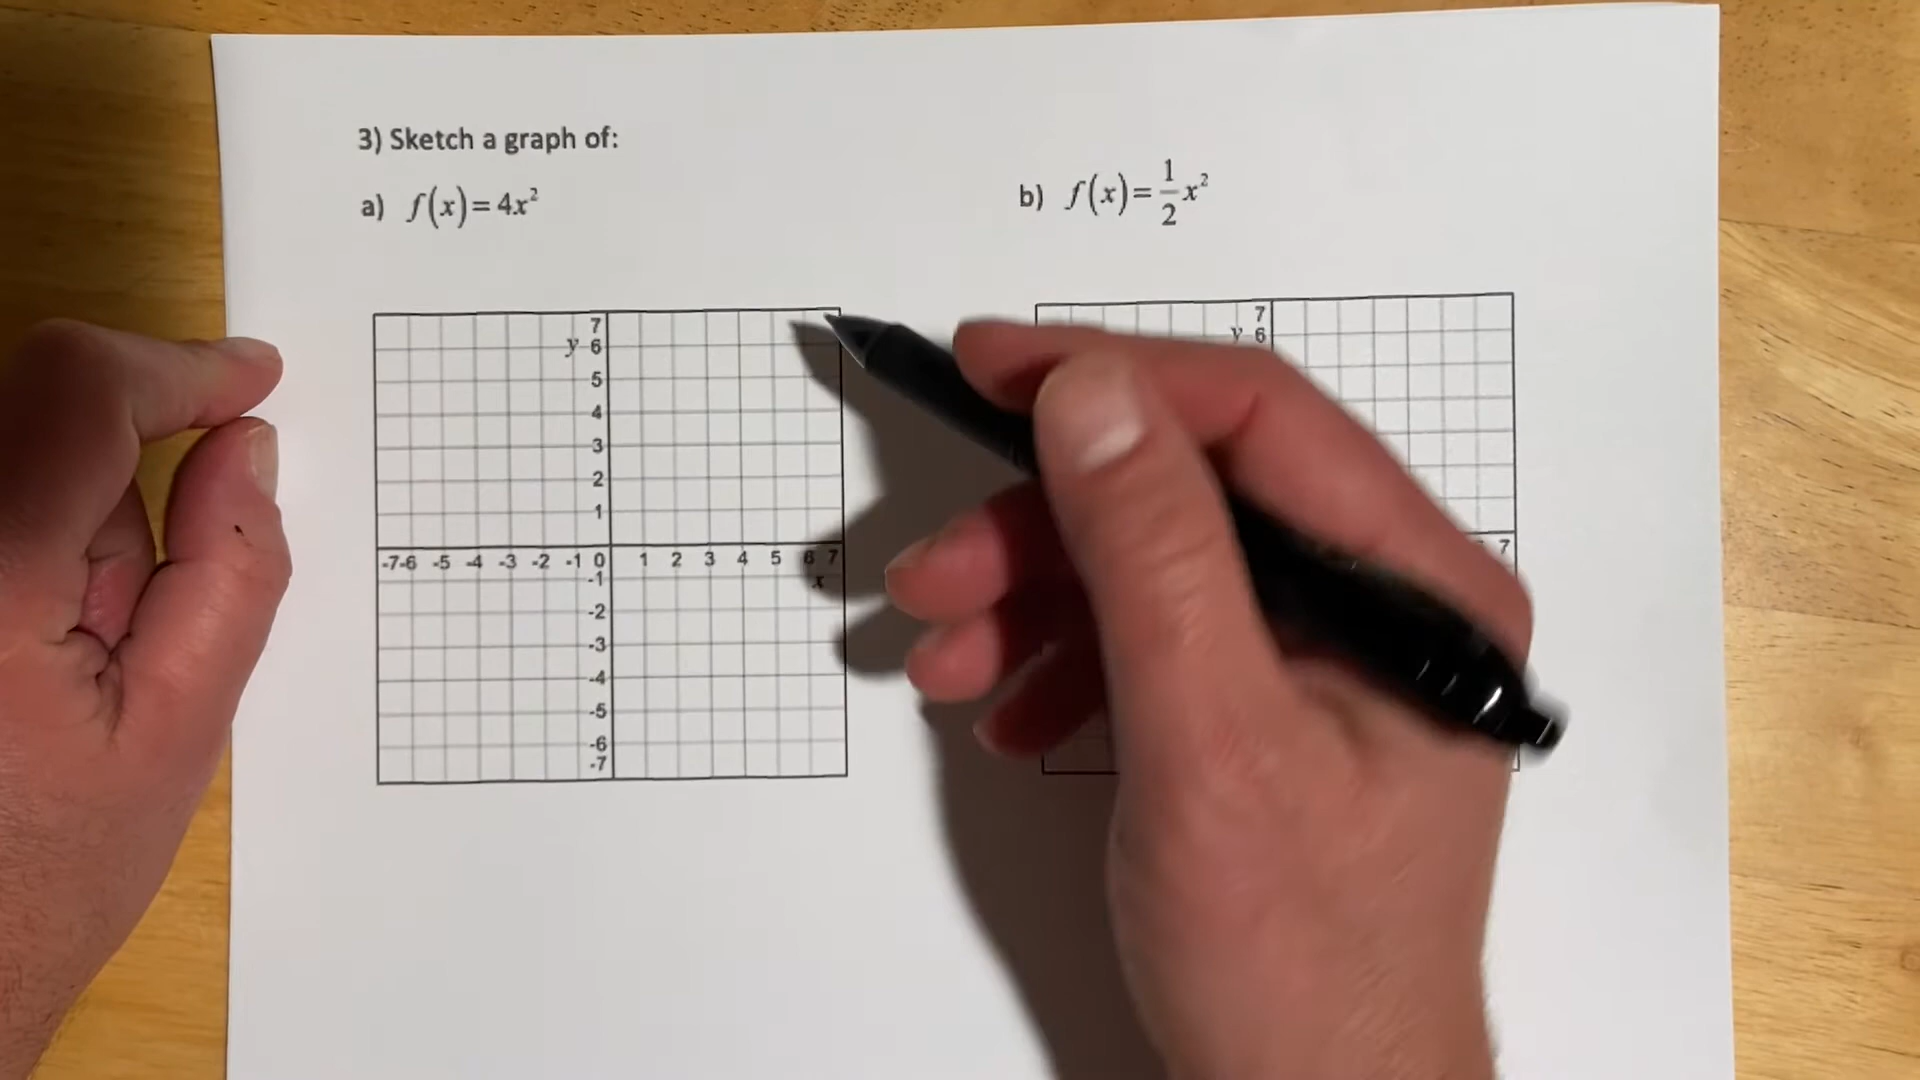 3) Sketch a graph of:
a) f(x)=4x²
b) f(x)=1/2x²
7
y 6
5
4
3
2
1
-7-6 -5 -4 -3 -2 -1 0 1 2 3 4 5 6 7
x
-1
-2
-3
-4
-5
-6
-7
7
y 6
7